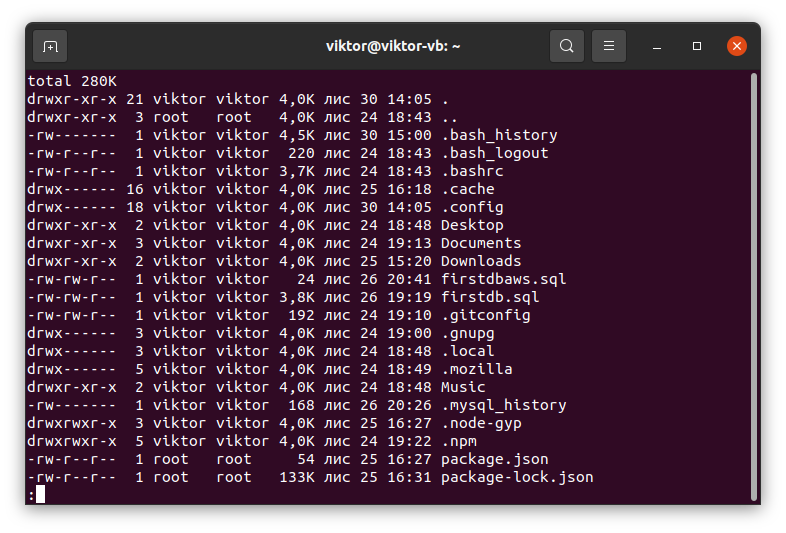 viktor@viktor-vb: ~
total 280K
drwxr-xr-x 21 viktor viktor 4,0K лис 30 14:05 .
drwxr-xr-x  3 root   root   4,0K лис 24 18:43 ..
-rw-------  1 viktor viktor 4,5K лис 30 15:00 .bash_history
-rw-r--r--  1 viktor viktor  220 лис 24 18:43 .bash_logout
-rw-r--r--  1 viktor viktor 3,7K лис 24 18:43 .bashrc
drwx------ 16 viktor viktor 4,0K лис 25 16:18 .cache
drwx------ 18 viktor viktor 4,0K лис 30 14:05 .config
drwxr-xr-x  2 viktor viktor 4,0K лис 24 18:48 Desktop
drwxr-xr-x  3 viktor viktor 4,0K лис 24 19:13 Documents
drwxr-xr-x  2 viktor viktor 4,0K лис 25 15:20 Downloads
-rw-rw-r--  1 viktor viktor   24 лис 26 20:41 firstdbaws.sql
-rw-rw-r--  1 viktor viktor 3,8K лис 26 19:19 firstdb.sql
-rw-rw-r--  1 viktor viktor  192 лис 24 19:10 .gitconfig
drwx------  3 viktor viktor 4,0K лис 24 19:00 .gnupg
drwx------  3 viktor viktor 4,0K лис 24 18:48 .local
drwx------  5 viktor viktor 4,0K лис 24 18:49 .mozilla
drwxr-xr-x  2 viktor viktor 4,0K лис 24 18:48 Music
-rw-------  1 viktor viktor  168 лис 26 20:26 .mysql_history
drwxrwxr-x  3 viktor viktor 4,0K лис 25 16:27 .node-gyp
drwxrwxr-x  5 viktor viktor 4,0K лис 24 19:22 .npm
-rw-r--r--  1 root   root     54 лис 25 16:27 package.json
-rw-r--r--  1 root   root   133K лис 25 16:31 package-lock.json
: